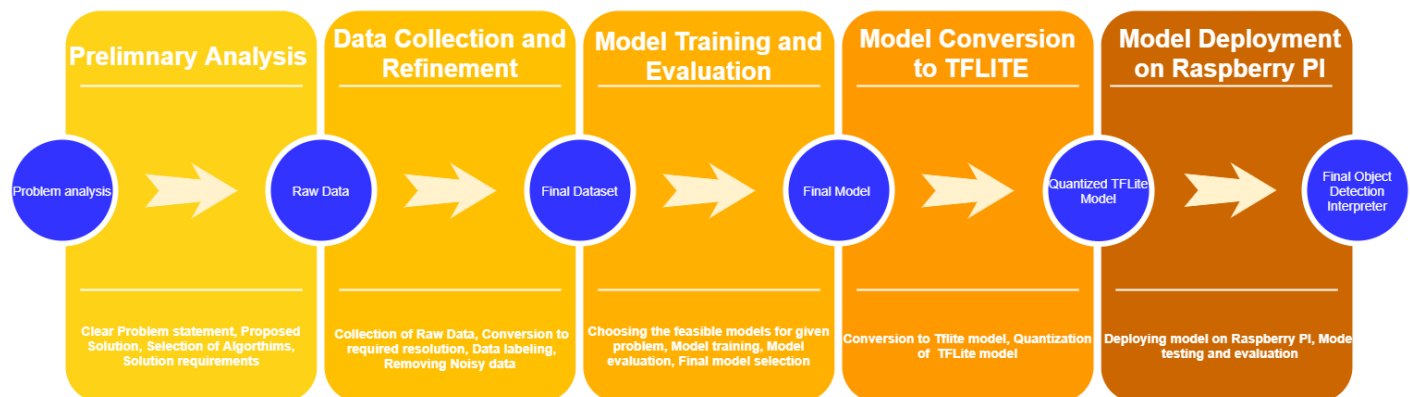 Prelimnary Analysis
Data Collection and
Refinement
Model Training and
Evaluation
Model Conversion
to TFLITE
Model Deployment
on Raspberry PI
Problem analysis
Raw Data
Final Dataset
Final Model
Quantized TFLite
Model
Final Object
Detection
Interpreter
Clear Problem statement, Proposed
Solution, Selection of Algorthims,
Solution requirements
Collection of Raw Data, Conversion to
required resolution, Data labeling,
Removing Noisy data
Choosing the feasible models for given
problem, Model training, Model
evaluation, Final model selection
Conversion to Tflite model, Quantization
of TFLite model
Deploying model on Raspberry PI, Mode
testing and evaluation